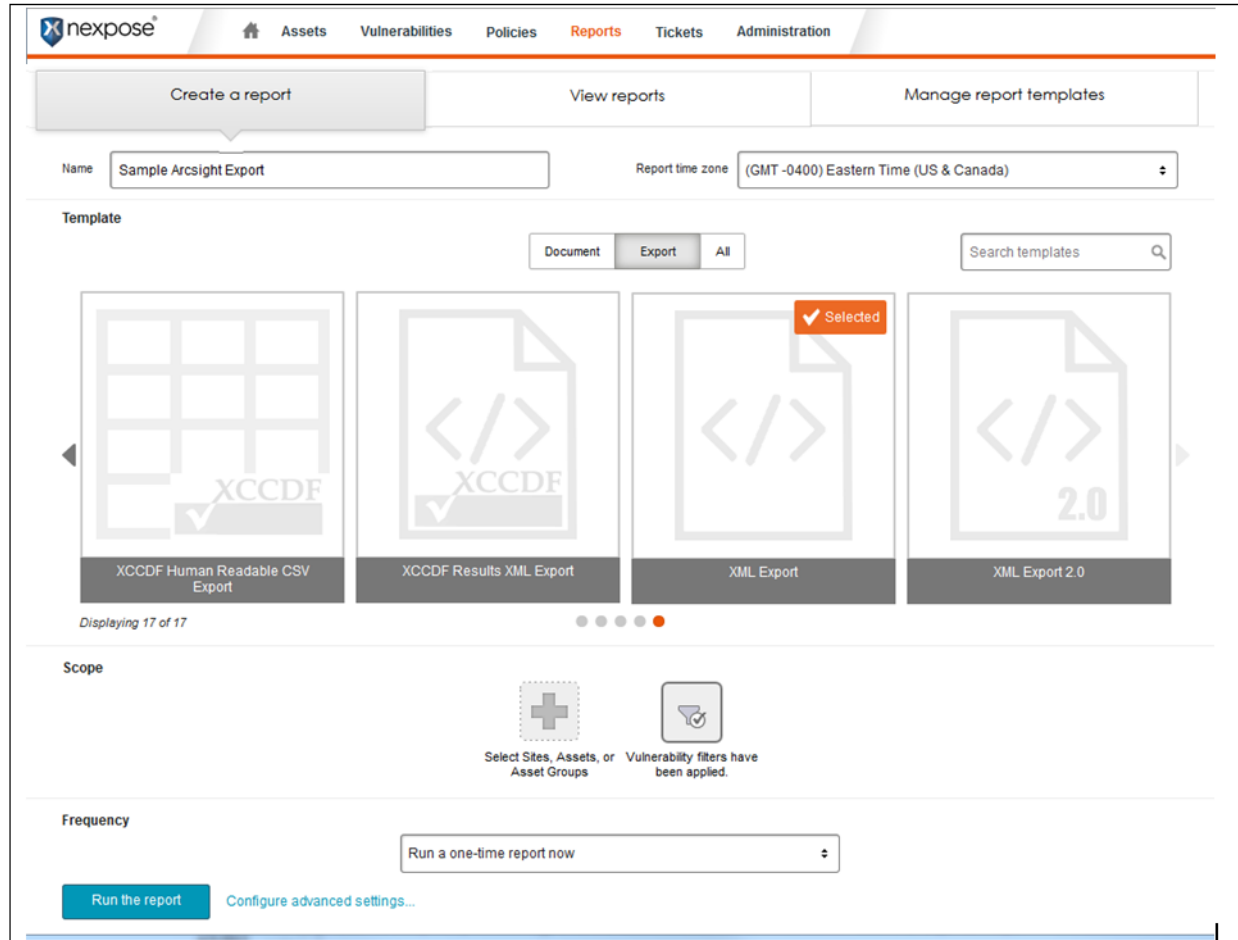 nexpose®
Assets Vulnerabilities Policies Reports Tickets Administration
Create a report View reports Manage report templates
Name Sample Arcsight Export Report time zone (GMT -0400) Eastern Time (US & Canada)
Template
Document Export All Search templates
Selected
XCCDF XCCDF 2.0
XCCDF Human Readable CSV Export
XCCDF Results XML Export
XML Export
XML Export 2.0
Displaying 17 of 17
Scope
Select Sites, Assets, or Asset Groups
Vulnerability filters have been applied.
Frequency
Run a one-time report now
Run the report Configure advanced settings...